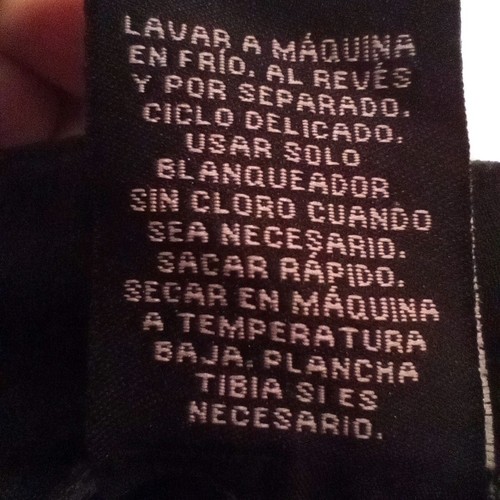 LAVAR A MÁQUINA
EN FRÍO. AL REVÉS
Y POR SEPARADO.
CICLO DELICADO.
USAR SOLO
BLANQUEADOR
SIN CLORO CUANDO
SEA NECESARIO.
SACAR RÁPIDO.
SECAR EN MÁQUINA
A TEMPERATURA
BAJA. PLANCHA
TIBIA SI ES
NECESARIO.